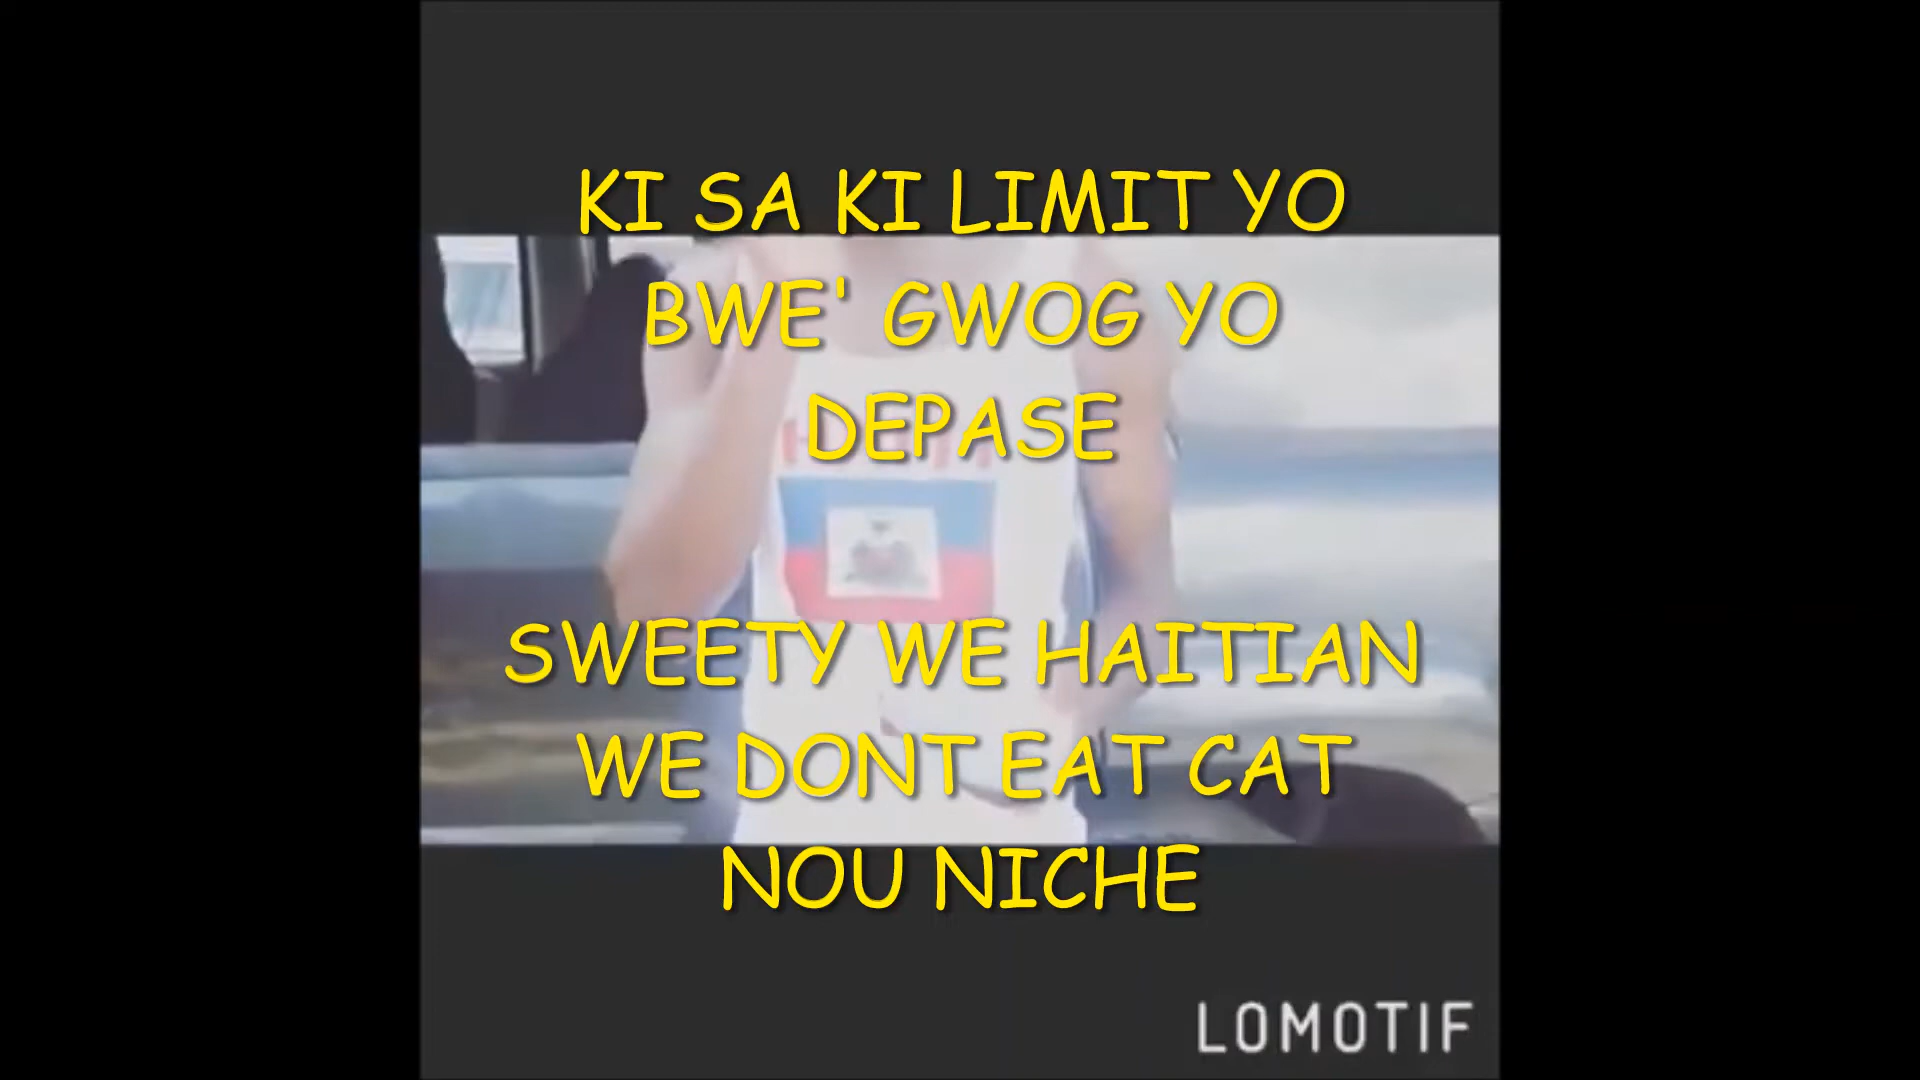 KI SA KI LIMIT YO
BWE' GWOG YO
DEPASE
SWEETY WE HAITIAN
WE DONT EAT CAT
NOU NICHE
LOMOTIF